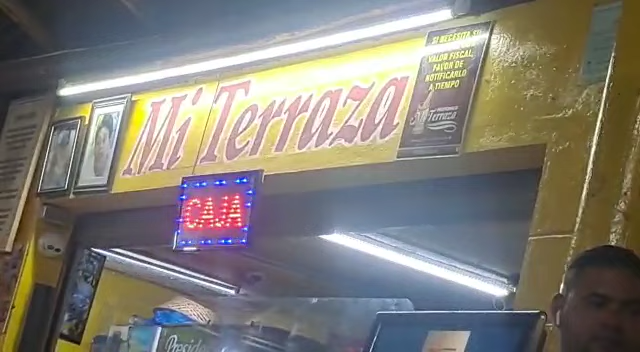 Mi Terraza
SI NECESITA SU
VALOR FISCAL,
FAVOR DE
NOTIFICARLO
A TIEMPO
Mi Terraza
CAJA